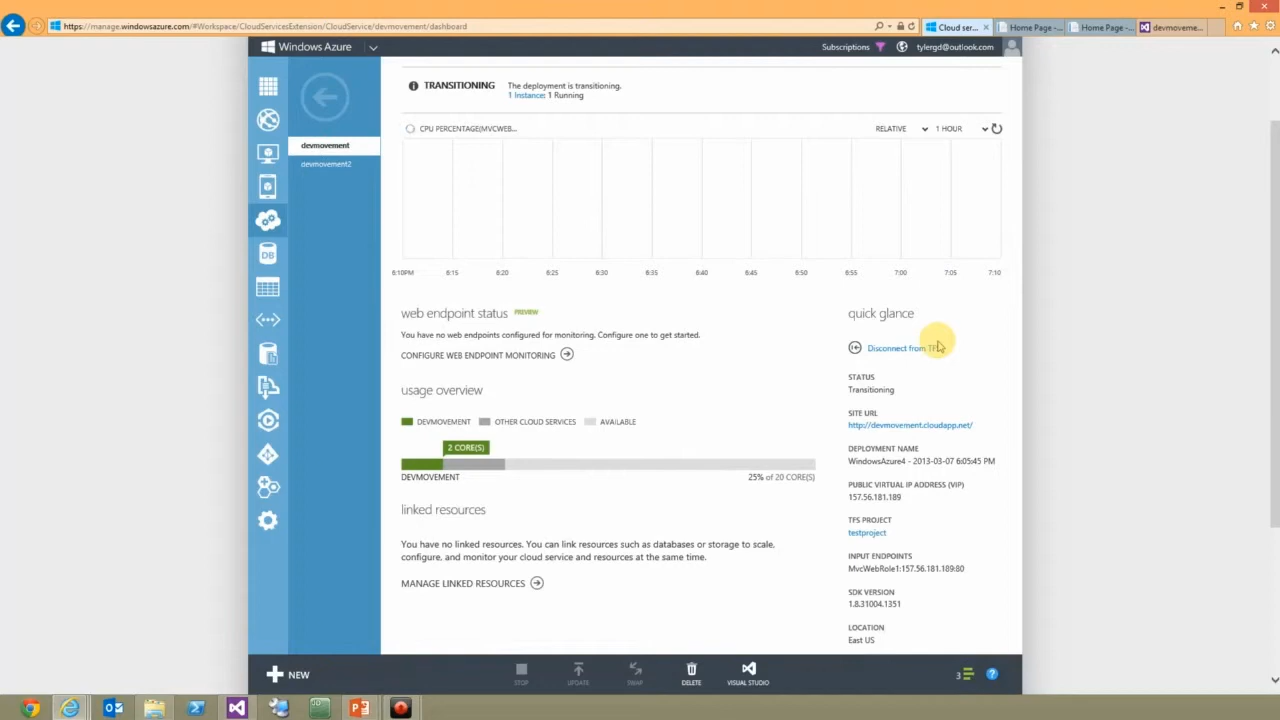 https://manage.windowsazure.com/#Workspace/CloudServicesExtension/CloudService/devmovement/dashboard
Cloud ser...
Home Page -...
Home Page -...
devmoveme...
Windows Azure
Subscriptions
tylergd@outlook.com
devmovement
devmovement2
TRANSITIONING
The deployment is transitioning.
1 Instance: 1 Running
CPU PERCENTAGE(MVCWEB...
RELATIVE
1 HOUR
6:10PM 6:15 6:20 6:25 6:30 6:35 6:40 6:45 6:50 6:55 7:00 7:05 7:10
web endpoint status PREVIEW
You have no web endpoints configured for monitoring. Configure one to get started.
CONFIGURE WEB ENDPOINT MONITORING
usage overview
DEVMOVEMENT OTHER CLOUD SERVICES AVAILABLE
2 CORE(S)
DEVMOVEMENT
25% of 20 CORE(S)
linked resources
You have no linked resources. You can link resources such as databases or storage to scale,
configure, and monitor your cloud service and resources at the same time.
MANAGE LINKED RESOURCES
quick glance
Disconnect from TFS
STATUS
Transitioning
SITE URL
http://devmovement.cloudapp.net/
DEPLOYMENT NAME
WindowsAzure4 - 2013-03-07 6:05:45 PM
PUBLIC VIRTUAL IP ADDRESS (VIP)
157.56.181.189
TFS PROJECT
testproject
INPUT ENDPOINTS
MvcWebRole1:157.56.181.189:80
SDK VERSION
1.8.31004.1351
LOCATION
East US
NEW
STOP
UPDATE
SWAP
DELETE
VISUAL STUDIO
3
DB